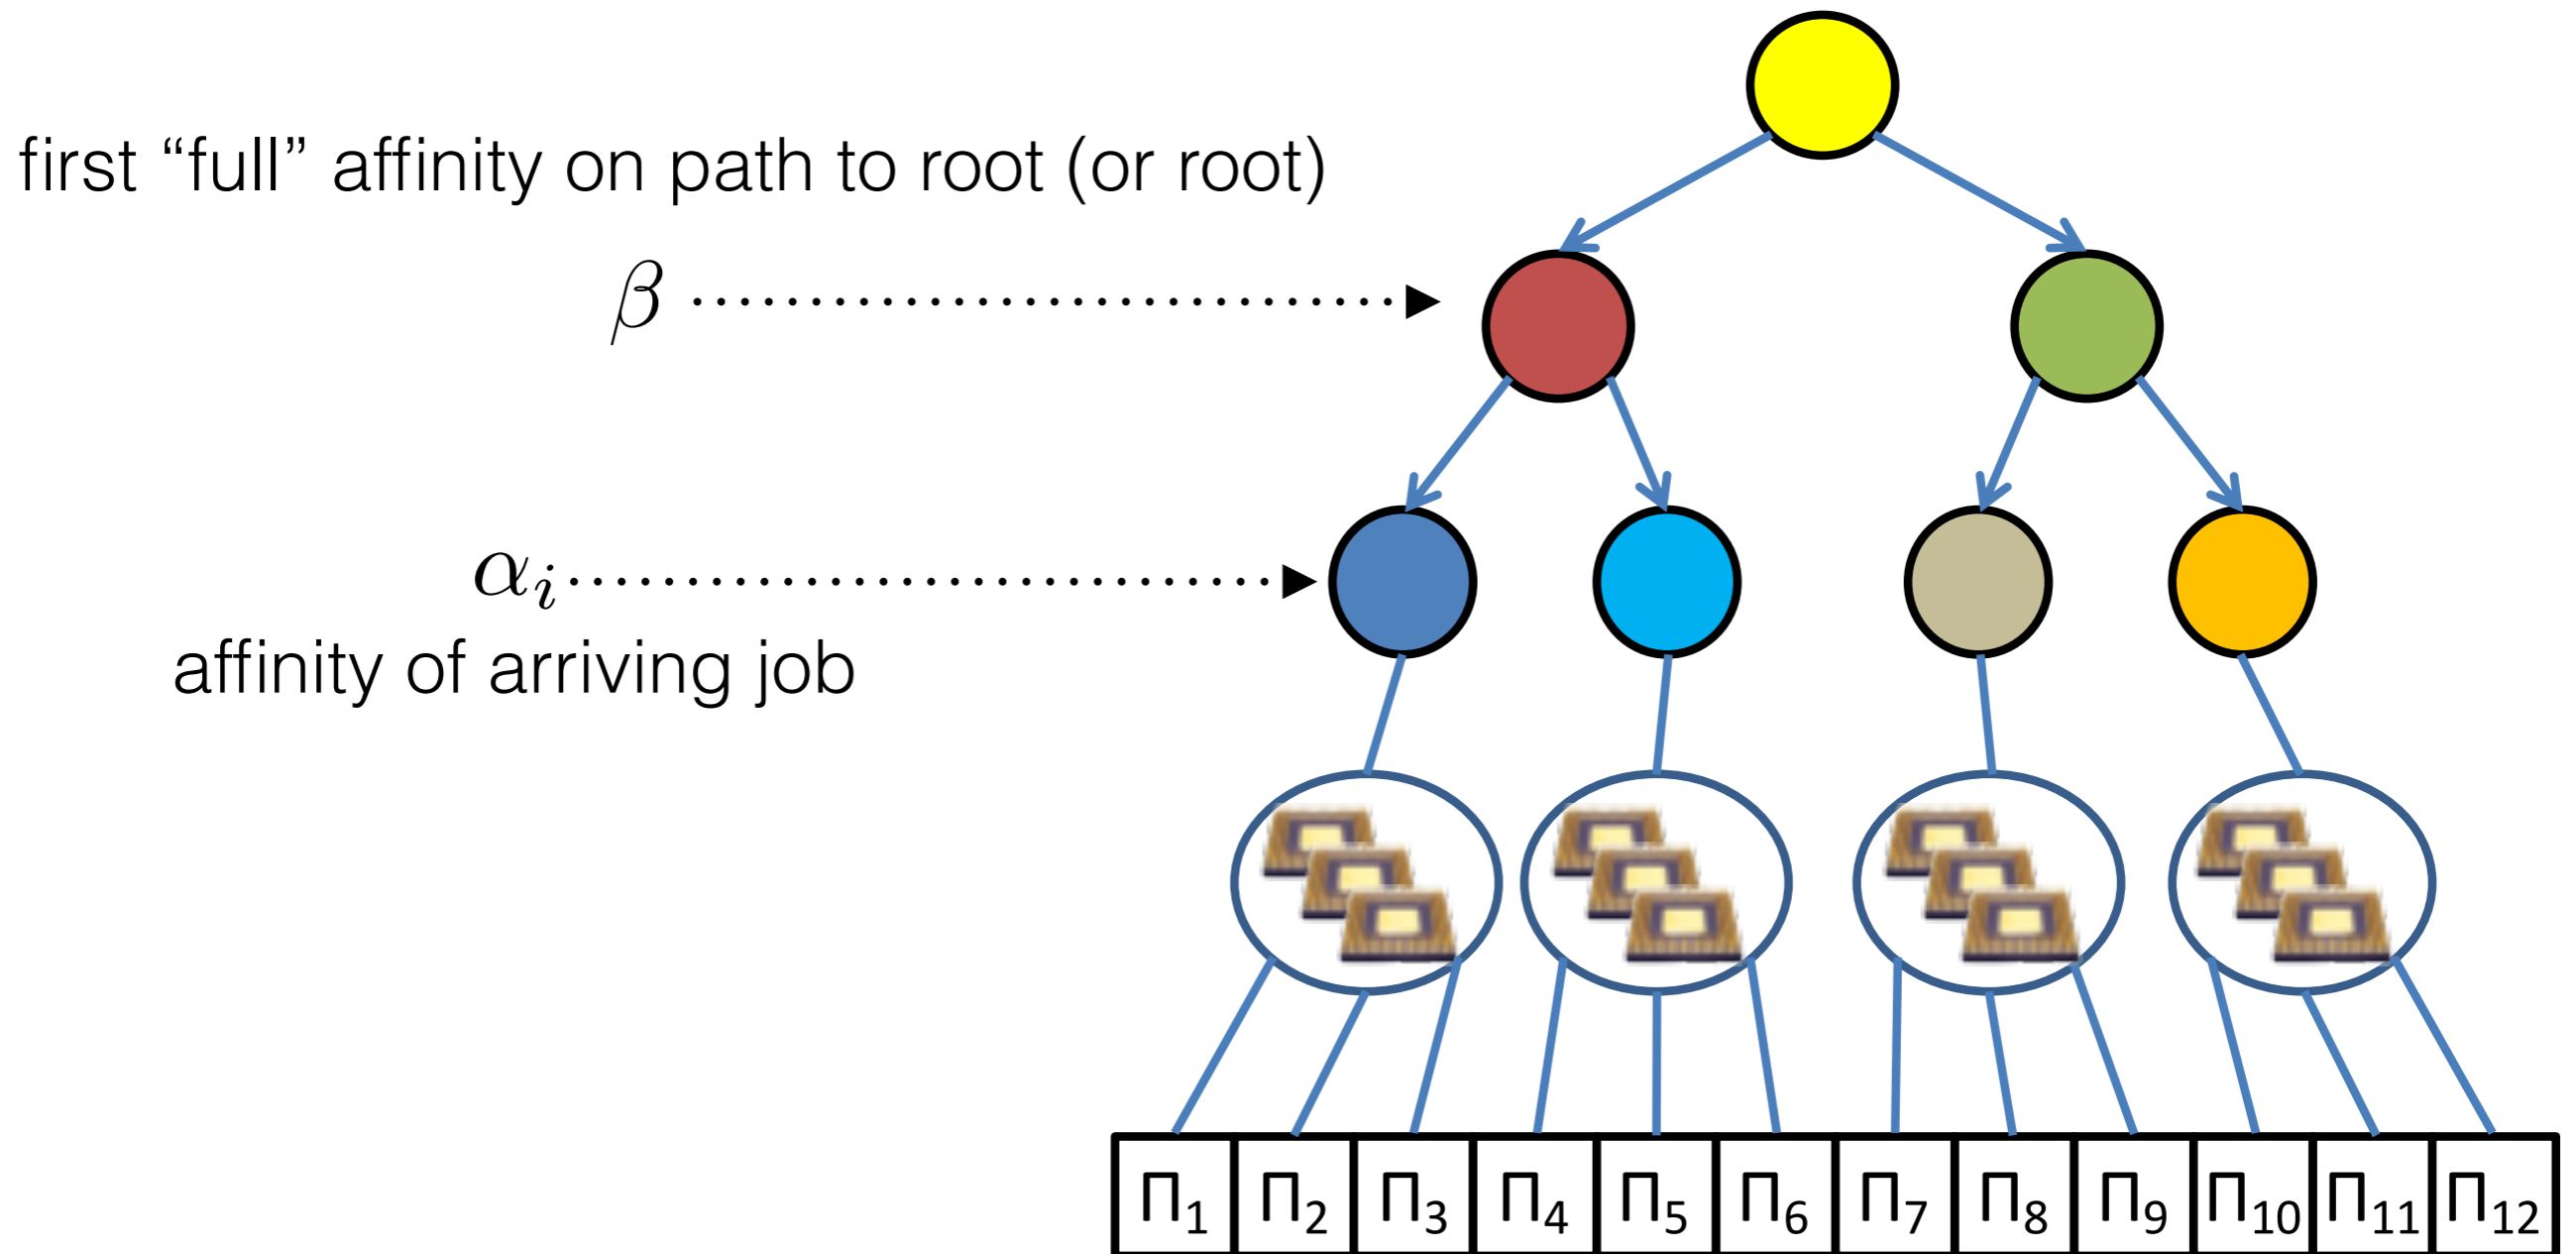 first “full” affinity on path to root (or root)
β
αᵢ
affinity of arriving job
Π₁ Π₂ Π₃ Π₄ Π₅ Π₆ Π₇ Π₈ Π₉ Π₁₀ Π₁₁ Π₁₂